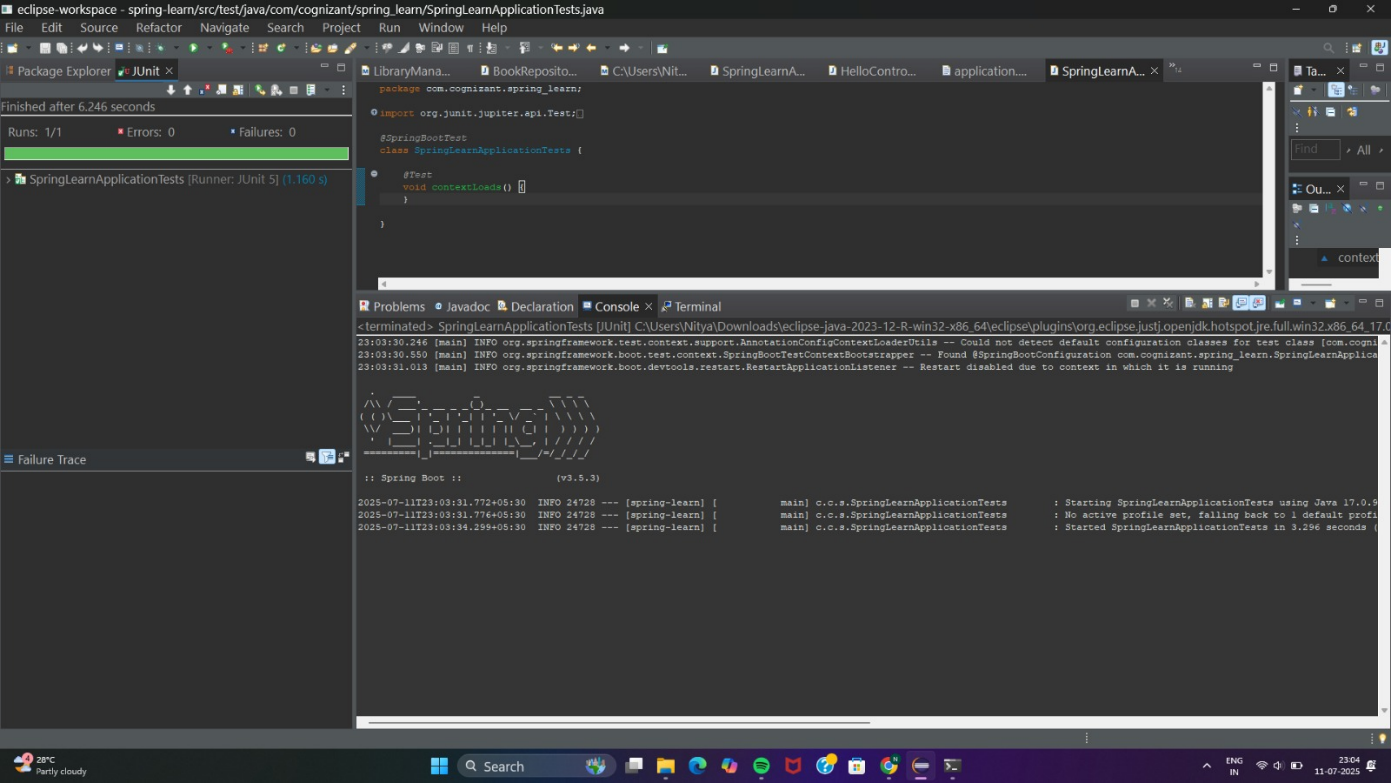 eclipse-workspace - spring-learn/src/test/java/com/cognizant/spring_learn/SpringLearnApplicationTests.java
File Edit Source Refactor Navigate Search Project Run Window Help
Package Explorer JUnit
Finished after 6.246 seconds
Runs: 1/1 Errors: 0 Failures: 0
SpringLearnApplicationTests [Runner: JUnit 5] (1.160 s)
Failure Trace
LibraryMana... BookReposito... C:\Users\Nit... SpringLearnA... HelloContro... application.... SpringLearnA...
package com.cognizant.spring_learn;
import org.junit.jupiter.api.Test;
@SpringBootTest
class SpringLearnApplicationTests {
@Test
void contextLoads() {
}
}
Ta...
Find All
Ou...
context
Problems Javadoc Declaration Console Terminal
<terminated> SpringLearnApplicationTests [JUnit] C:\Users\Nitya\Downloads\eclipse-java-2023-12-R-win32-x86_64\eclipse\plugins\org.eclipse.justj.openjdk.hotspot.jre.full.win32.x86_64_17.0
23:03:30.246 [main] INFO org.springframework.test.context.support.AnnotationConfigContextLoaderUtils -- Could not detect default configuration classes for test class [com.cogni
23:03:30.550 [main] INFO org.springframework.boot.test.context.SpringBootTestContextBootstrapper -- Found @SpringBootConfiguration com.cognizant.spring_learn.SpringLearnApplica
23:03:31.013 [main] INFO org.springframework.boot.devtools.restart.RestartApplicationListener -- Restart disabled due to context in which it is running
Spring
:: Spring Boot :: (v3.5.3)
2025-07-11T23:03:31.772+05:30 INFO 24728 --- [spring-learn] [ main] c.c.s.SpringLearnApplicationTests : Starting SpringLearnApplicationTests using Java 17.0.9
2025-07-11T23:03:31.776+05:30 INFO 24728 --- [spring-learn] [ main] c.c.s.SpringLearnApplicationTests : No active profile set, falling back to 1 default profi
2025-07-11T23:03:34.299+05:30 INFO 24728 --- [spring-learn] [ main] c.c.s.SpringLearnApplicationTests : Started SpringLearnApplicationTests in 3.296 seconds (
28°C
Partly cloudy
Search
ENG
IN
23:04
11-07-2025